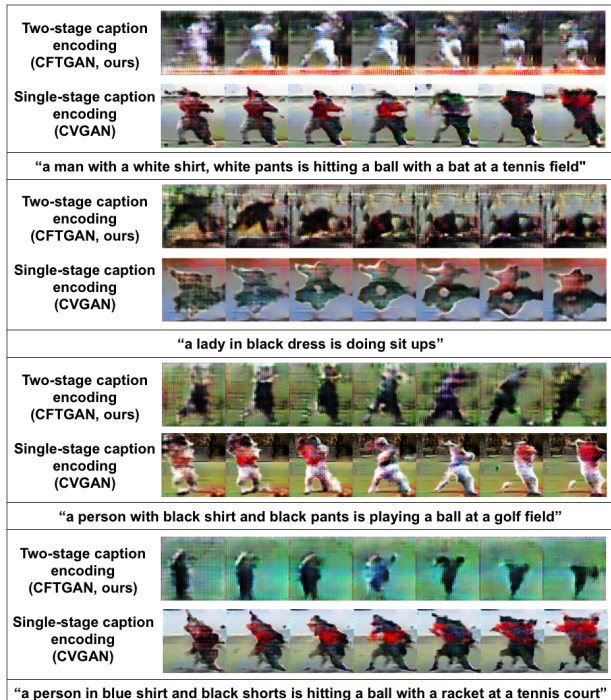 Two-stage caption
encoding
(CFTGAN, ours)
Single-stage caption
encoding
(CVGAN)
“a man with a white shirt, white pants is hitting a ball with a bat at a tennis field"
Two-stage caption
encoding
(CFTGAN, ours)
Single-stage caption
encoding
(CVGAN)
“a lady in black dress is doing sit ups”
Two-stage caption
encoding
(CFTGAN, ours)
Single-stage caption
encoding
(CVGAN)
“a person with black shirt and black pants is playing a ball at a golf field”
Two-stage caption
encoding
(CFTGAN, ours)
Single-stage caption
encoding
(CVGAN)
“a person in blue shirt and black shorts is hitting a ball with a racket at a tennis court”